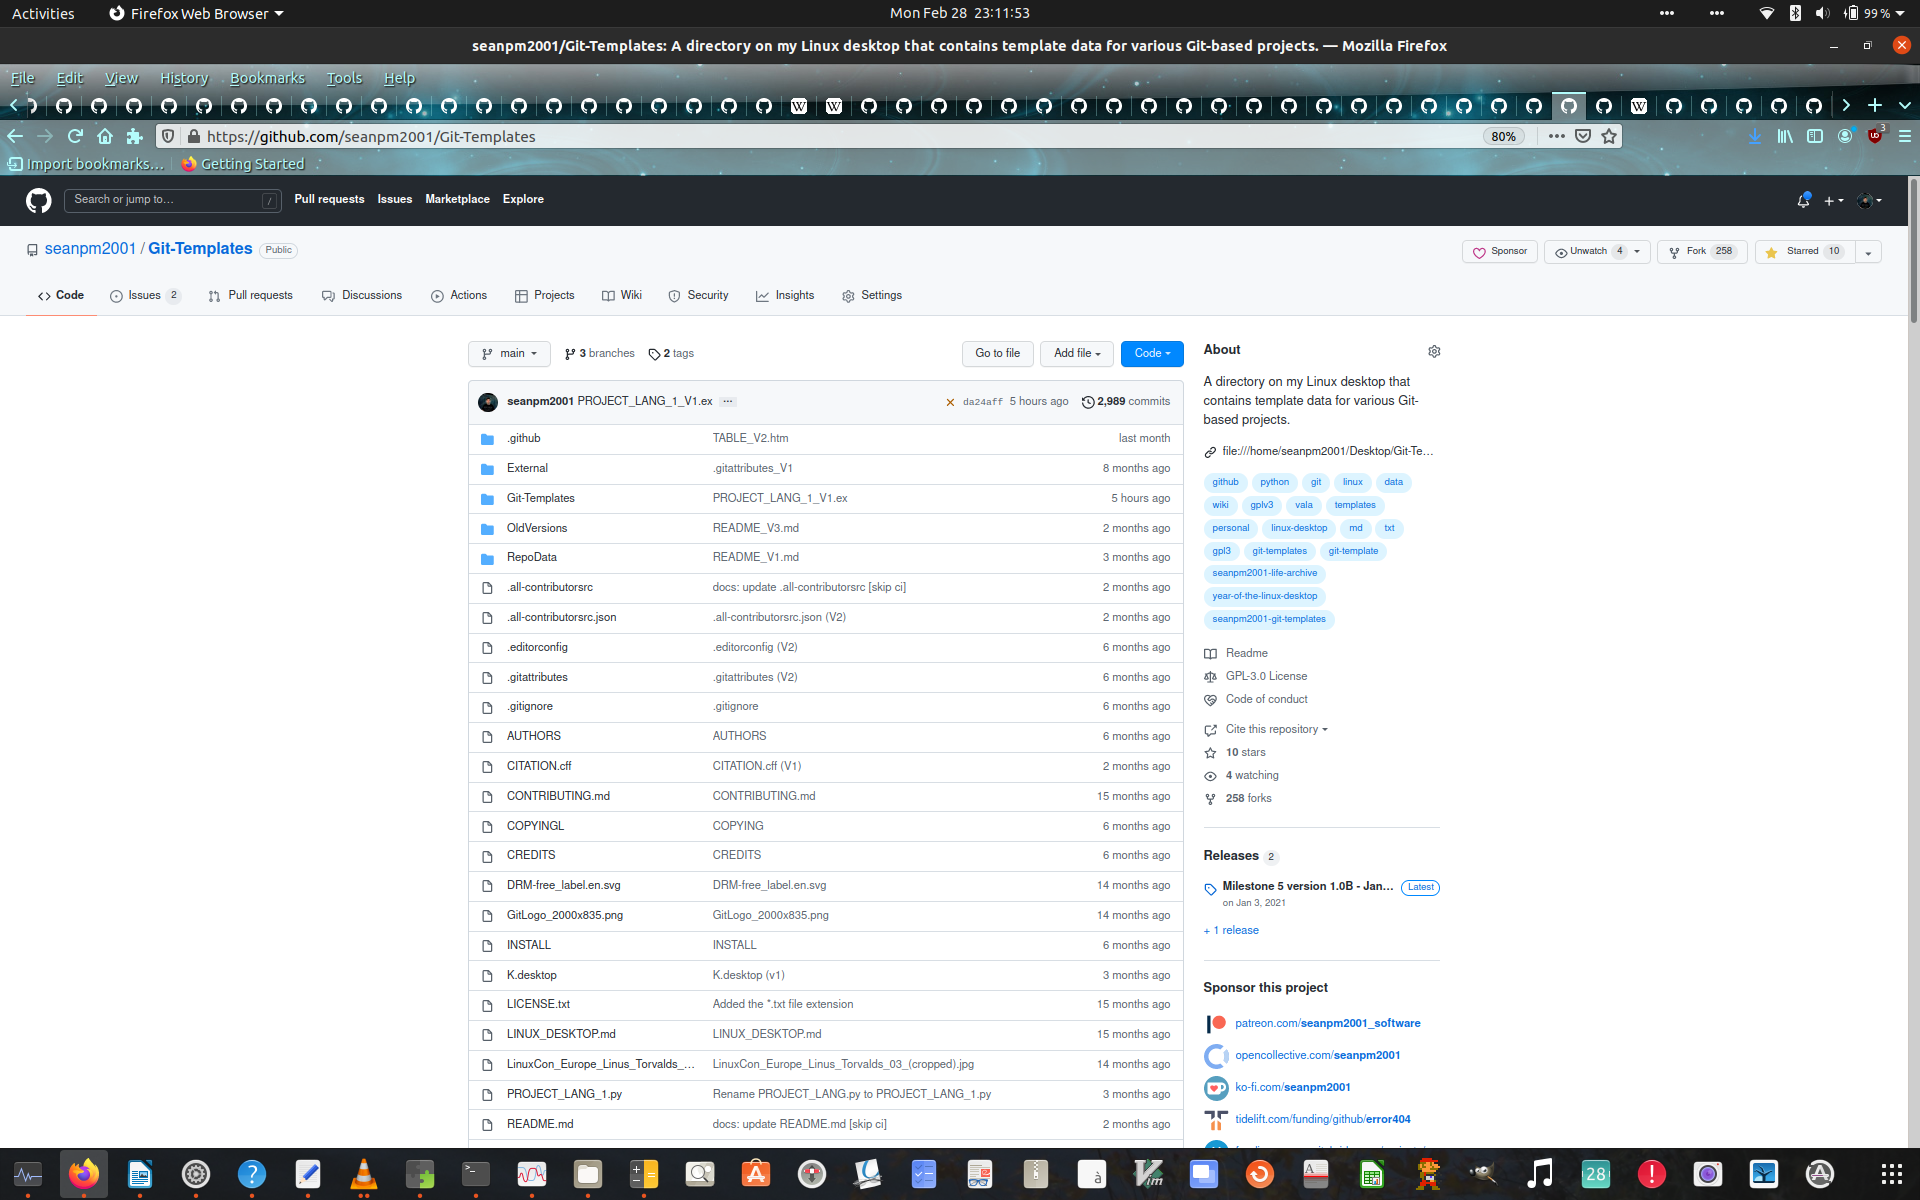 Activities Firefox Web Browser Mon Feb 28 23:11:53 99 %
seanpm2001/Git-Templates: A directory on my Linux desktop that contains template data for various Git-based projects. — Mozilla Firefox
File Edit View History Bookmarks Tools Help
https://github.com/seanpm2001/Git-Templates 80% 3
Import bookmarks... Getting Started
Search or jump to... / Pull requests Issues Marketplace Explore
seanpm2001 / Git-Templates Public Sponsor Unwatch 4 Fork 258 Starred 10
Code Issues 2 Pull requests Discussions Actions Projects Wiki Security Insights Settings
main 3 branches 2 tags Go to file Add file Code
seanpm2001 PROJECT_LANG_1_V1.ex ... da24aff 5 hours ago 2,989 commits
.github TABLE_V2.htm last month
External .gitattributes_V1 8 months ago
Git-Templates PROJECT_LANG_1_V1.ex 5 hours ago
OldVersions README_V3.md 2 months ago
RepoData README_V1.md 3 months ago
.all-contributorsrc docs: update .all-contributorsrc [skip ci] 2 months ago
.all-contributorsrc.json .all-contributorsrc.json (V2) 2 months ago
.editorconfig .editorconfig (V2) 6 months ago
.gitattributes .gitattributes (V2) 6 months ago
.gitignore .gitignore 6 months ago
AUTHORS AUTHORS 6 months ago
CITATION.cff CITATION.cff (V1) 2 months ago
CONTRIBUTING.md CONTRIBUTING.md 15 months ago
COPYINGL COPYING 6 months ago
CREDITS CREDITS 6 months ago
DRM-free_label.en.svg DRM-free_label.en.svg 14 months ago
GitLogo_2000x835.png GitLogo_2000x835.png 14 months ago
INSTALL INSTALL 6 months ago
K.desktop K.desktop (v1) 3 months ago
LICENSE.txt Added the *.txt file extension 15 months ago
LINUX_DESKTOP.md LINUX_DESKTOP.md 15 months ago
LinuxCon_Europe_Linus_Torvalds_... LinuxCon_Europe_Linus_Torvalds_03_(cropped).jpg 14 months ago
PROJECT_LANG_1.py Rename PROJECT_LANG.py to PROJECT_LANG_1.py 3 months ago
README.md docs: update README.md [skip ci] 2 months ago
About
A directory on my Linux desktop that
contains template data for various Git-
based projects.
file:///home/seanpm2001/Desktop/Git-Te...
github python git linux data
wiki gplv3 vala templates
personal linux-desktop md txt
gpl3 git-templates git-template
seanpm2001-life-archive
year-of-the-linux-desktop
seanpm2001-git-templates
Readme
GPL-3.0 License
Code of conduct
Cite this repository
10 stars
4 watching
258 forks
Releases 2
Milestone 5 version 1.0B - Jan... Latest
on Jan 3, 2021
+ 1 release
Sponsor this project
patreon.com/seanpm2001_software
opencollective.com/seanpm2001
ko-fi.com/seanpm2001
tidelift.com/funding/github/error404
28